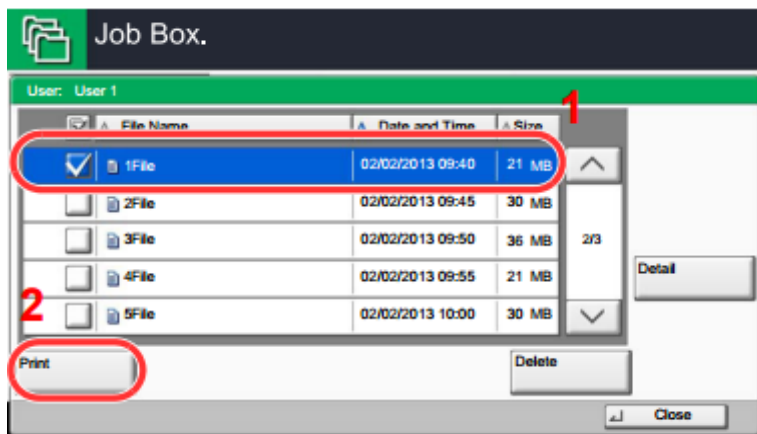 Job Box.
User: User 1
1
File Name Date and Time Size
1File 02/02/2013 09:40 21 MB
2File 02/02/2013 09:45 30 MB
3File 02/02/2013 09:50 36 MB
2/3
4File 02/02/2013 09:55 21 MB
Detail
2
5File 02/02/2013 10:00 30 MB
Print
Delete
Close